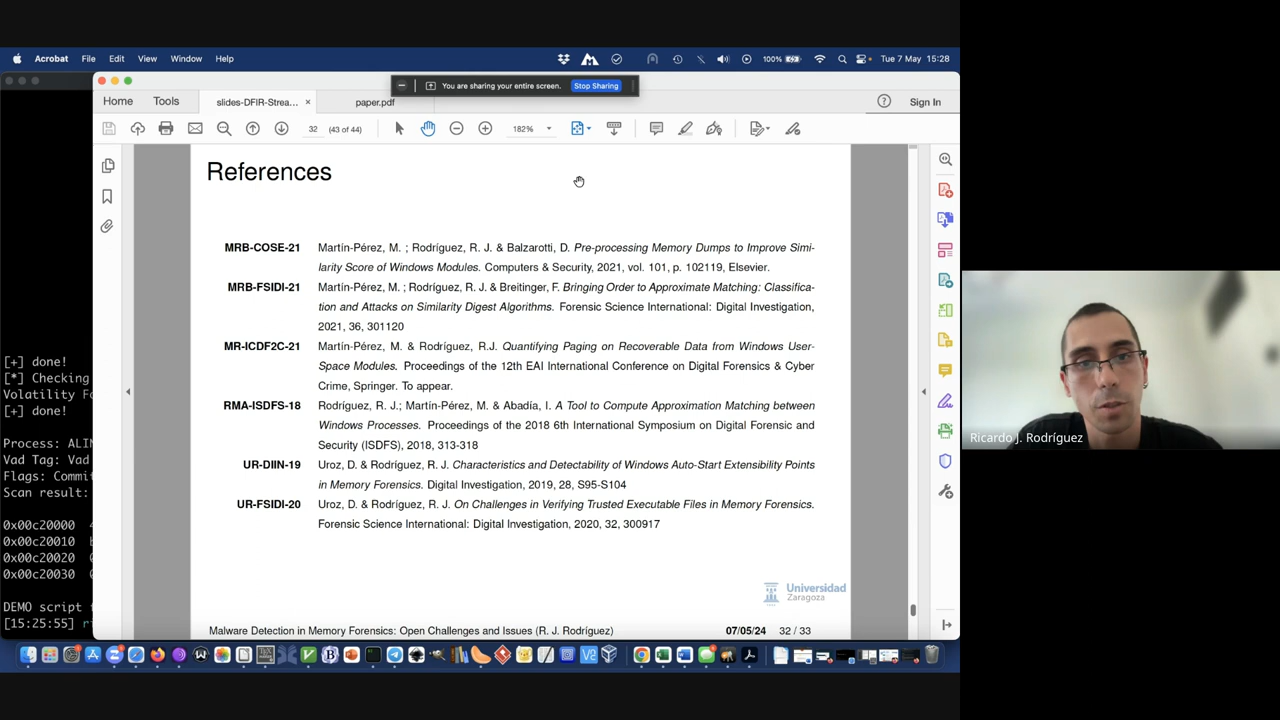 Acrobat File Edit View Window Help 100% Tue 7 May 15:28
You are sharing your entire screen. Stop Sharing
Home Tools slides-DFIR-Strea... × paper.pdf ? Sign In
32 (43 of 44) 182%
References
MRB-COSE-21 Martín-Pérez, M. ; Rodríguez, R. J. & Balzarotti, D. Pre-processing Memory Dumps to Improve Simi-
larity Score of Windows Modules. Computers & Security, 2021, vol. 101, p. 102119, Elsevier.
MRB-FSIDI-21 Martín-Pérez, M. ; Rodríguez, R. J. & Breitinger, F. Bringing Order to Approximate Matching: Classifica-
tion and Attacks on Similarity Digest Algorithms. Forensic Science International: Digital Investigation,
2021, 36, 301120
MR-ICDF2C-21 Martín-Pérez, M. & Rodríguez, R.J. Quantifying Paging on Recoverable Data from Windows User-
Space Modules. Proceedings of the 12th EAI International Conference on Digital Forensics & Cyber
Crime, Springer. To appear.
RMA-ISDFS-18 Rodríguez, R. J.; Martín-Pérez, M. & Abadía, I. A Tool to Compute Approximation Matching between
Windows Processes. Proceedings of the 2018 6th International Symposium on Digital Forensic and
Security (ISDFS), 2018, 313-318
UR-DIIN-19 Uroz, D. & Rodríguez, R. J. Characteristics and Detectability of Windows Auto-Start Extensibility Points
in Memory Forensics. Digital Investigation, 2019, 28, S95-S104
UR-FSIDI-20 Uroz, D. & Rodríguez, R. J. On Challenges in Verifying Trusted Executable Files in Memory Forensics.
Forensic Science International: Digital Investigation, 2020, 32, 300917
Universidad
Zaragoza
Malware Detection in Memory Forensics: Open Challenges and Issues (R. J. Rodríguez) 07/05/24 32 / 33
[+] done!
[*] Checking
Volatility Fo
[+] done!
Process: ALIN
Vad Tag: Vad
Flags: Commit
Scan result:
0x00c20000 4
0x00c20010 b
0x00c20020 0
0x00c20030 0
DEMO script f
[15:25:55] ri
Ricardo J. Rodríguez